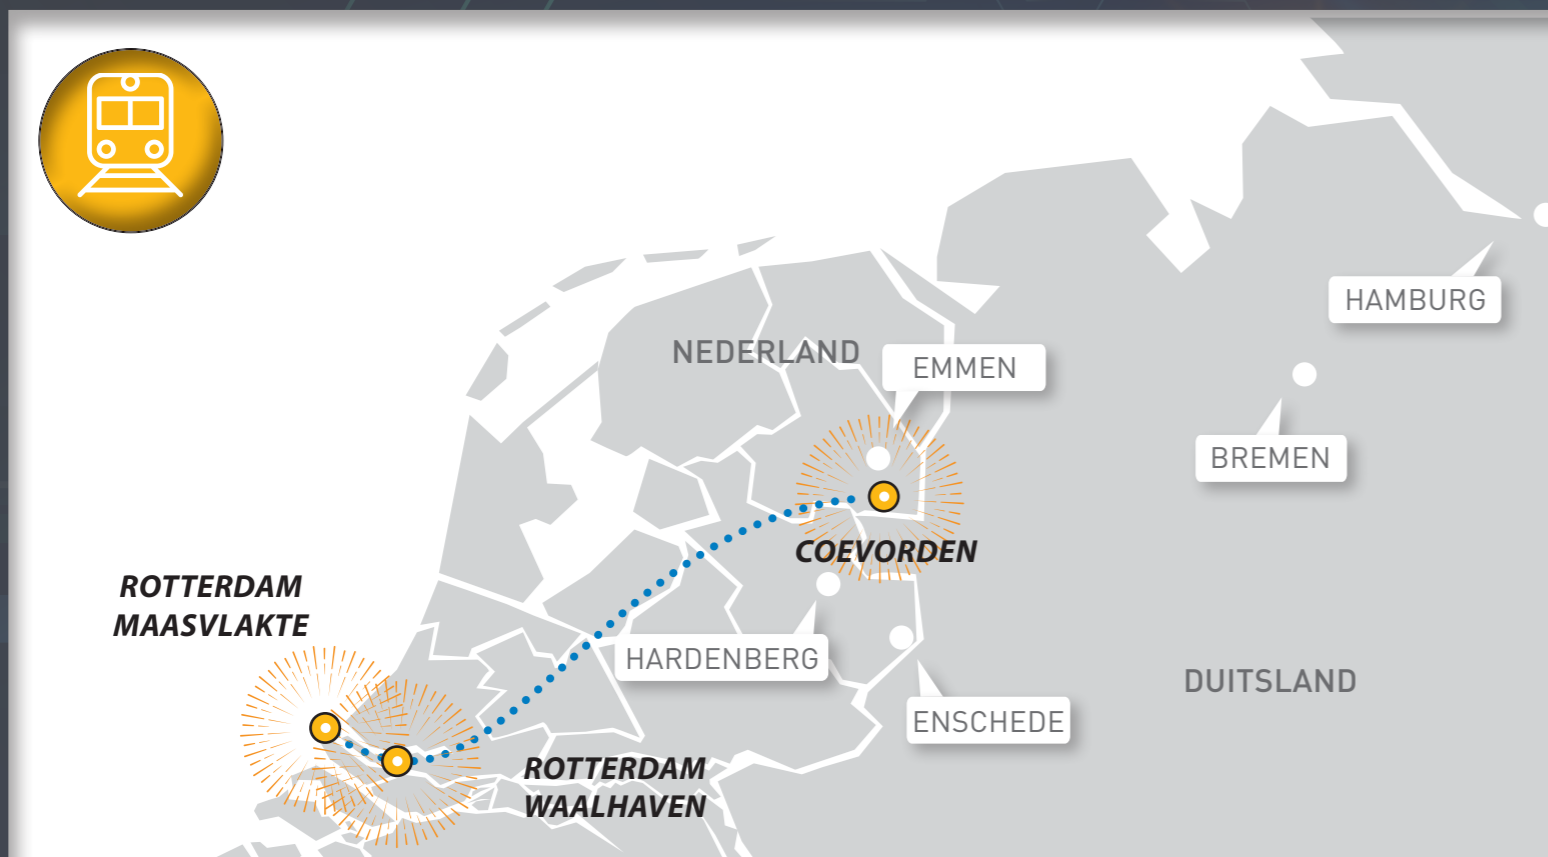 HAMBURG
NEDERLAND
EMMEN
BREMEN
COEVORDEN
ROTTERDAM
MAASVLAKTE
HARDENBERG
DUITSLAND
ENSCHEDE
ROTTERDAM
WAALHAVEN